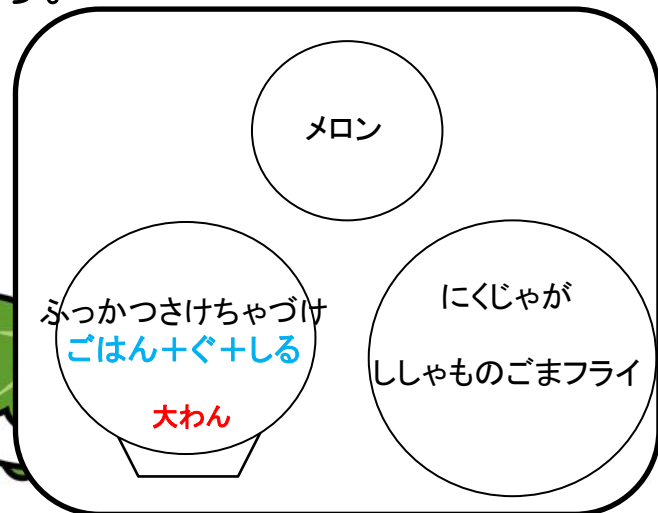 す。
メロン
ふっかつさけちゃづけ
ごはん＋ぐ＋しる
大わん
にくじゃが
ししゃものごまフライ